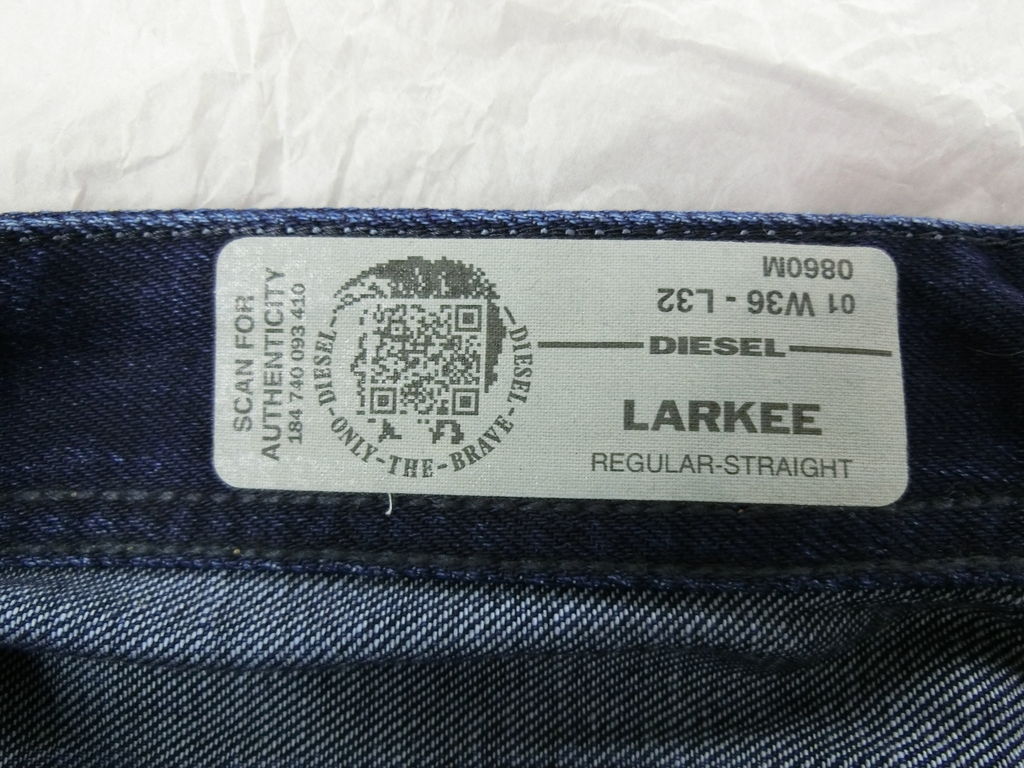 SCAN FOR
AUTHENTICITY
184 740 093 410
DIESEL-ONLY-THE-BRAVE-DIESEL
0860M
01 W36 - L32
DIESEL
LARKEE
REGULAR-STRAIGHT